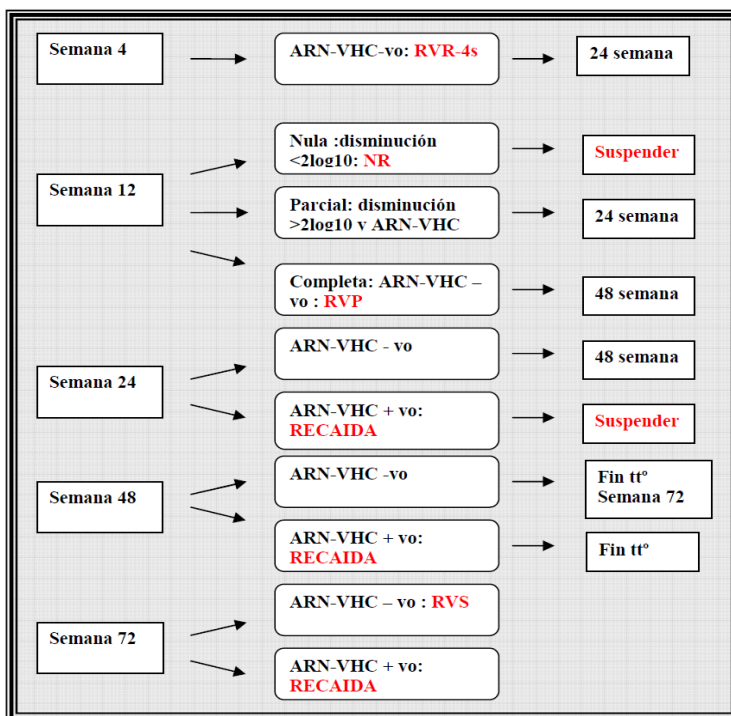 Semana 4
ARN-VHC-vo: RVR-4s
24 semana
Semana 12
Nula :disminución
<2log10: NR
Suspender
Parcial: disminución
>2log10 y ARN-VHC
24 semana
Completa: ARN-VHC –
vo : RVP
48 semana
Semana 24
ARN-VHC - vo
48 semana
ARN-VHC + vo:
RECAIDA
Suspender
Semana 48
ARN-VHC -vo
Fin ttº
Semana 72
ARN-VHC + vo:
RECAIDA
Fin ttº
Semana 72
ARN-VHC – vo : RVS
ARN-VHC + vo:
RECAIDA